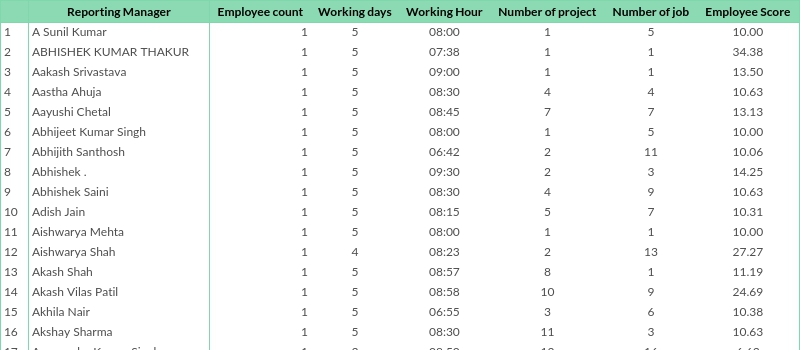 Reporting Manager Employee count Working days Working Hour Number of project Number of job Employee Score
1 A Sunil Kumar 1 5 08:00 1 5 10.00
2 ABHISHEK KUMAR THAKUR 1 5 07:38 1 1 34.38
3 Aakash Srivastava 1 5 09:00 1 1 13.50
4 Aastha Ahuja 1 5 08:30 4 4 10.63
5 Aayushi Chetal 1 5 08:45 7 7 13.13
6 Abhijeet Kumar Singh 1 5 08:00 1 5 10.00
7 Abhijith Santhosh 1 5 06:42 2 11 10.06
8 Abhishek . 1 5 09:30 2 3 14.25
9 Abhishek Saini 1 5 08:30 4 9 10.63
10 Adish Jain 1 5 08:15 5 7 10.31
11 Aishwarya Mehta 1 5 08:00 1 1 10.00
12 Aishwarya Shah 1 4 08:23 2 13 27.27
13 Akash Shah 1 5 08:57 8 1 11.19
14 Akash Vilas Patil 1 5 08:58 10 9 24.69
15 Akhila Nair 1 5 06:55 3 6 10.38
16 Akshay Sharma 1 5 08:30 11 3 10.63